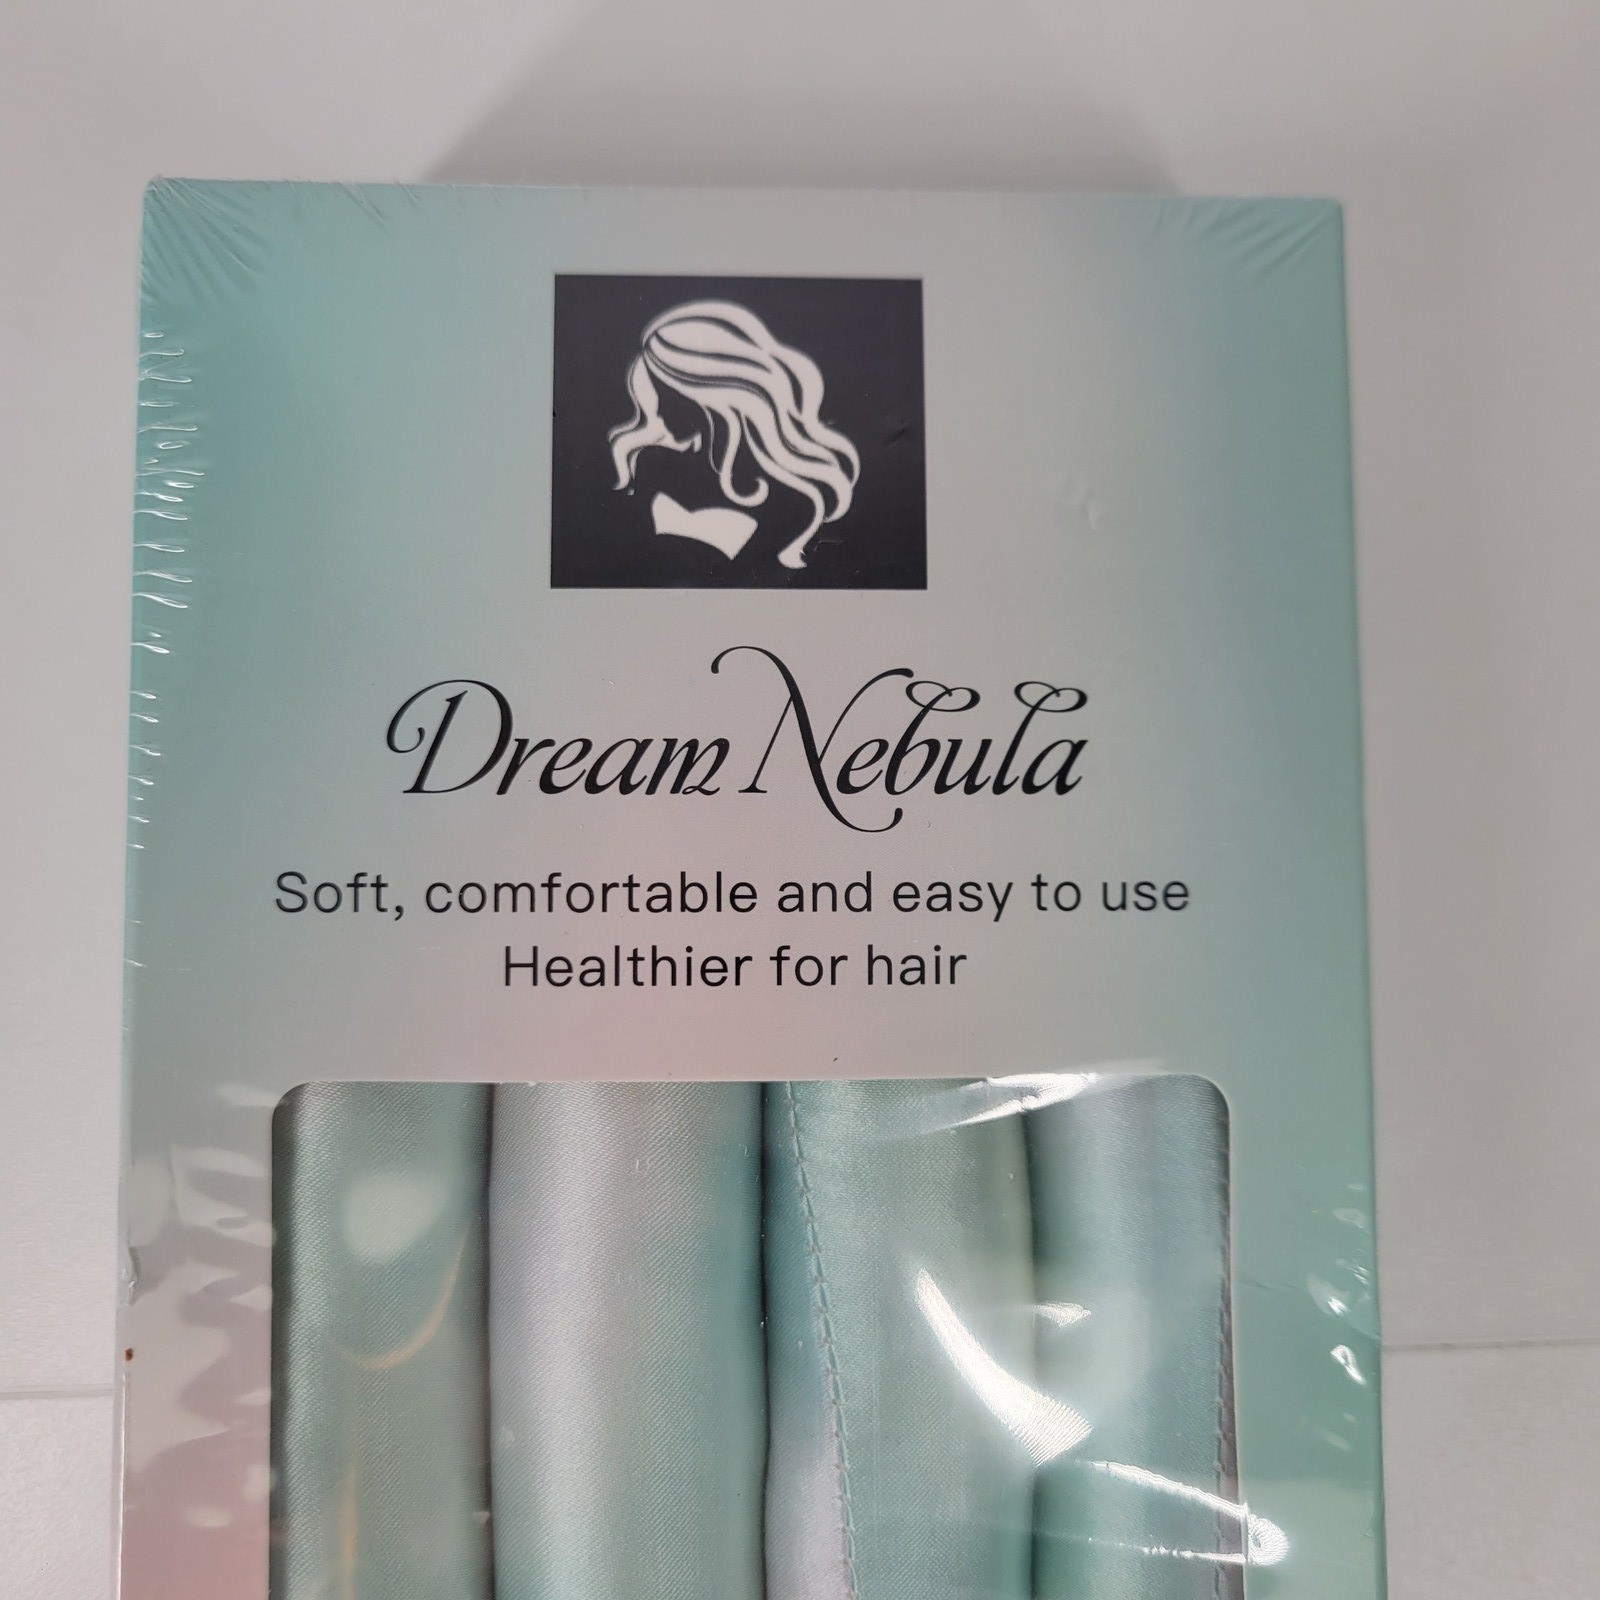 Dream Nebula
Soft, comfortable and easy to use
Healthier for hair